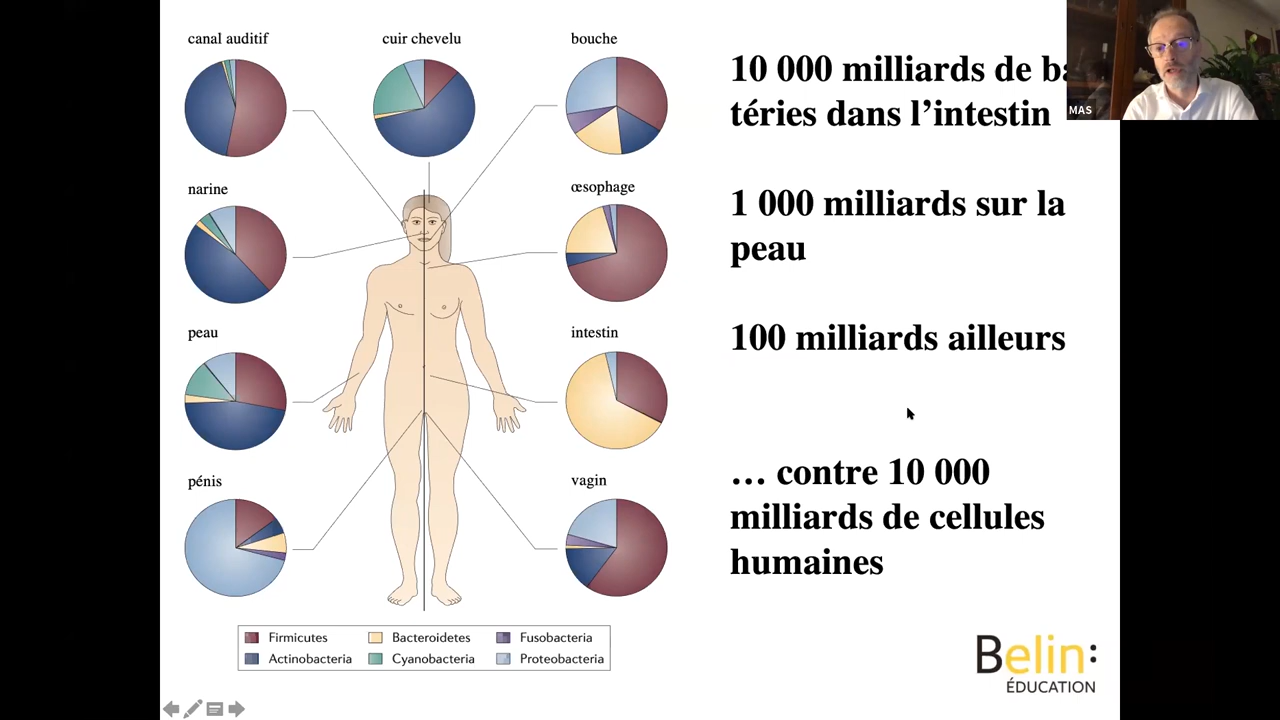 canal auditif
cuir chevelu
bouche
narine
œsophage
peau
intestin
pénis
vagin
Firmicutes
Bacteroidetes
Fusobacteria
Actinobacteria
Cyanobacteria
Proteobacteria
10 000 milliards de
téries dans l’intestin
1 000 milliards sur la
peau
100 milliards ailleurs
… contre 10 000
milliards de cellules
humaines
MAS
Belin:
ÉDUCATION